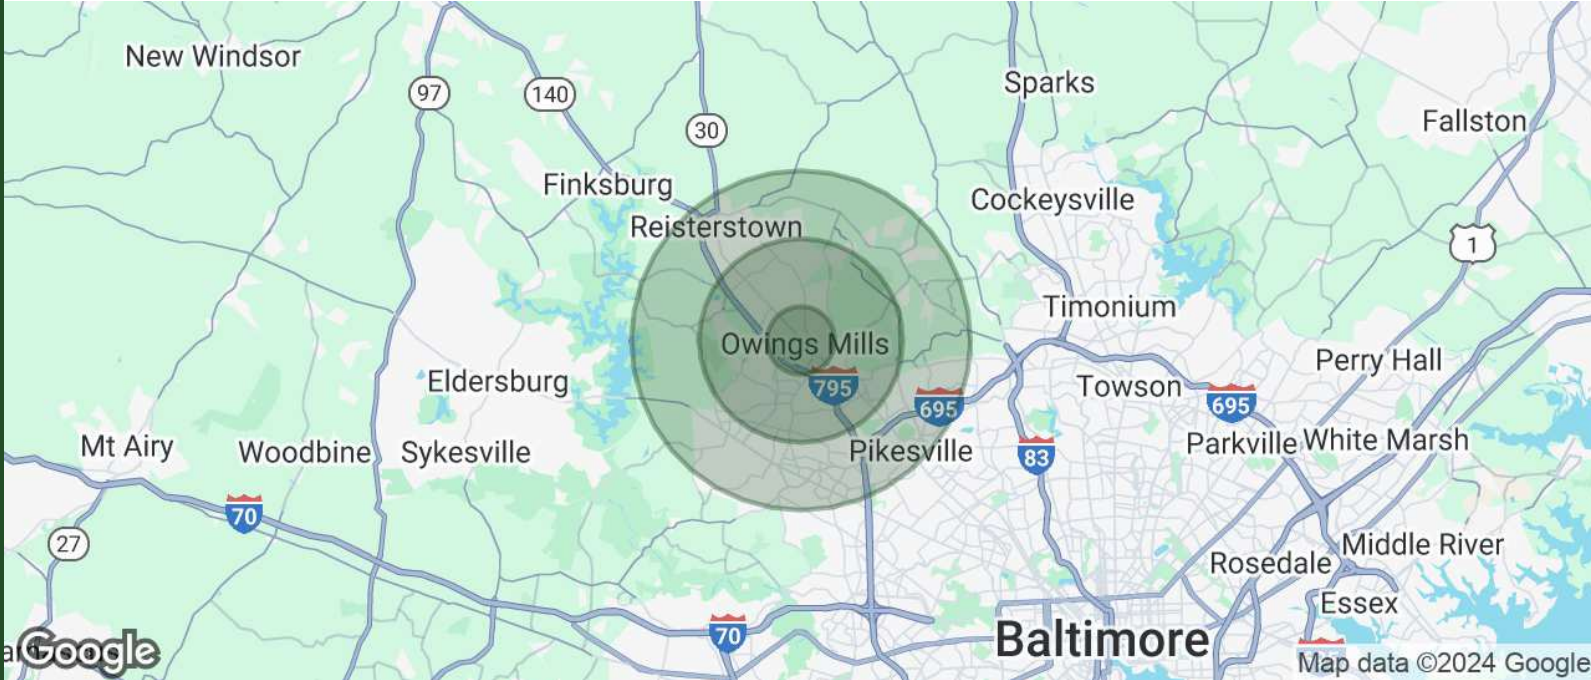 New Windsor
Sparks
97
140
Fallston
30
Finksburg
Cockeysville
Reisterstown
1
Timonium
Owings Mills
Perry Hall
Eldersburg
795
Towson
695
695
Mt Airy
Woodbine
Sykesville
Pikesville
83
Parkville
White Marsh
70
27
Middle River
Rosedale
Essex
70
Baltimore
Google
Map data ©2024 Google